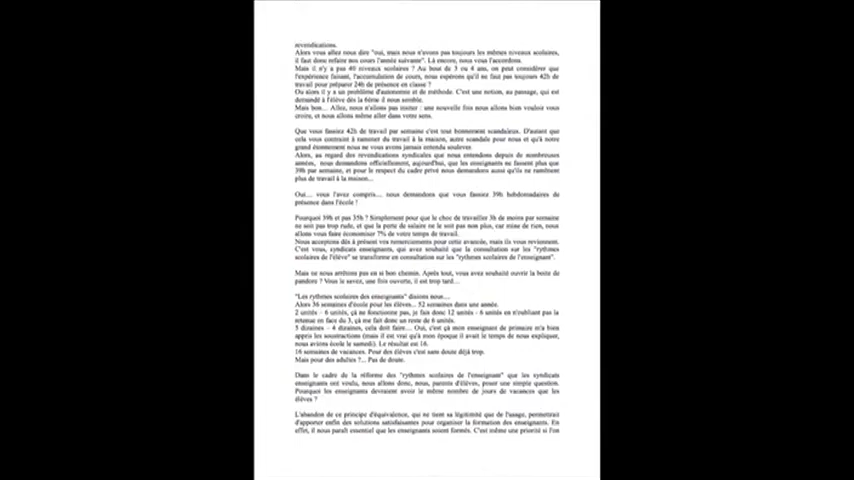 revendications.
Alors vous allez nous dire "oui, mais nous n'avons pas toujours les mêmes niveaux scolaires,
il faut donc refaire nos cours l'année suivante". Là encore, nous vous l'accordons.
Mais il n'y a pas 40 niveaux scolaires ? Au bout de 3 ou 4 ans, on peut considérer que
l'expérience faisant, l'accumulation de cours, nous espérons qu'il ne faut pas toujours 42h de
travail pour préparer 24h de présence en classe ?
Ou alors il y a un problème d'autonomie et de méthode. C'est une notion, au passage, qui est
demandé à l'élève dès la 6ème il nous semble.
Mais bon... Allez, nous n'allons pas insister : une nouvelle fois nous allons bien vouloir vous
croire, et nous allons même aller dans votre sens.
Que vous fassiez 42h de travail par semaine c'est tout bonnement scandaleux. D'autant que
cela vous contraint à ramener du travail à la maison, autre scandale pour nous et qu'à notre
grand étonnement nous ne vous avons jamais entendu soulever.
Alors, au regard des revendications syndicales que nous entendons depuis de nombreuses
années, nous demandons officiellement, aujourd'hui, que les enseignants ne fassent plus que
39h par semaine, et pour le respect du cadre privé nous demandons aussi qu'ils ne ramènent
plus de travail à la maison...
Oui... vous l'avez compris... nous demandons que vous fassiez 39h hebdomadaires de
présence dans l'école !
Pourquoi 39h et pas 35h ? Simplement pour que le choc de travailler 3h de moins par semaine
ne soit pas trop rude, et que la perte de salaire ne le soit pas non plus, car mine de rien, nous
allons vous faire économiser 7% de votre temps de travail.
Nous acceptons dès à présent vos remerciements pour cette avancée, mais ils vous reviennent.
C'est vous, syndicats enseignants, qui avez souhaité que la consultation sur les "rythmes
scolaires de l'élève" se transforme en consultation sur les "rythmes scolaires de l'enseignant".
Mais ne nous arrêtons pas en si bon chemin. Après tout, vous avez souhaité ouvrir la boite de
pandore ? Vous le savez, une fois ouverte, il est trop tard...
"Les rythmes scolaires des enseignants" disions nous....
Alors 36 semaines d'école pour les élèves... 52 semaines dans une année.
2 unités – 6 unités, çà ne fonctionne pas, je fais donc 12 unités – 6 unités en n'oubliant pas la
retenue en face du 3, çà me fait donc un reste de 6 unités.
5 dizaines – 4 dizaines, cela doit faire.... Oui, c'est çà mon enseignant de primaire m'a bien
appris les soustractions (mais il est vrai qu'à mon époque il avait le temps de nous expliquer,
nous avions école le samedi). Le résultat est 16.
16 semaines de vacances. Pour des élèves c'est sans doute déjà trop.
Mais pour des adultes ?... Pas de doute.
Dans le cadre de la réforme des "rythmes scolaires de l'enseignant" que les syndicats
enseignants ont voulu, nous allons donc, nous, parents d'élèves, poser une simple question.
Pourquoi les enseignants devraient avoir le même nombre de jours de vacances que les
élèves ?
L'abandon de ce principe d'équivalence, qui ne tient sa légitimité que de l'usage, permettrait
d'apporter enfin des solutions satisfaisantes pour organiser la formation des enseignants. En
effet, il nous paraît essentiel que les enseignants soient formés. C'est même une priorité si l'on